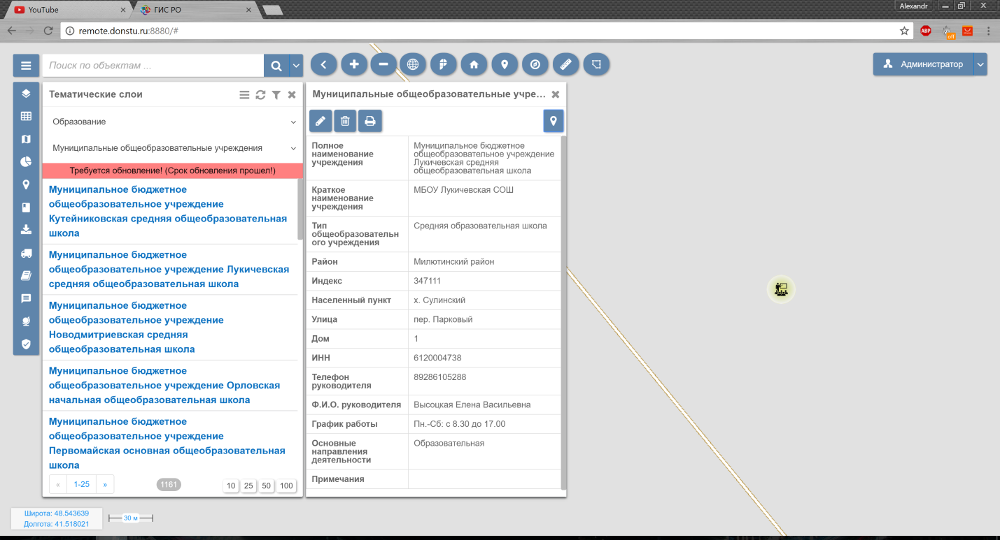 YouTube
ГИС РО
Alexandr
remote.donstu.ru:8880/#
ABP
off
Поиск по объектам ...
Администратор
Тематические слои
Образование
Муниципальные общеобразовательные учреждения
Требуется обновление! (Срок обновления прошел!)
Муниципальное бюджетное
общеобразовательное учреждение
Кутейниковская средняя общеобразовательная
школа
Муниципальное бюджетное
общеобразовательное учреждение Лукичевская
средняя общеобразовательная школа
Муниципальное бюджетное
общеобразовательное учреждение
Новодмитриевская средняя
общеобразовательная школа
Муниципальное бюджетное
общеобразовательное учреждение Орловская
начальная общеобразовательная школа
Муниципальное бюджетное
общеобразовательное учреждение
Первомайская основная общеобразовательная
школа
« 1-25 » 1161 10 25 50 100
Муниципальные общеобразовательные учре...
Полное
наименование
учреждения
Муниципальное бюджетное
общеобразовательное учреждение
Лукичевская средняя
общеобразовательная школа
Краткое
наименование
учреждения
МБОУ Лукичевская СОШ
Тип
общеобразовательн
ого учреждения
Средняя образовательная школа
Район Милютинский район
Индекс 347111
Населенный пункт х. Сулинский
Улица пер. Парковый
Дом 1
ИНН 6120004738
Телефон
руководителя
89286105288
Ф.И.О. руководителя Высоцкая Елена Васильевна
График работы Пн.-Сб: с 8.30 до 17.00
Основные
направления
деятельности
Образовательная
Примечания
Широта: 48.543639
Долгота: 41.518021
30 м